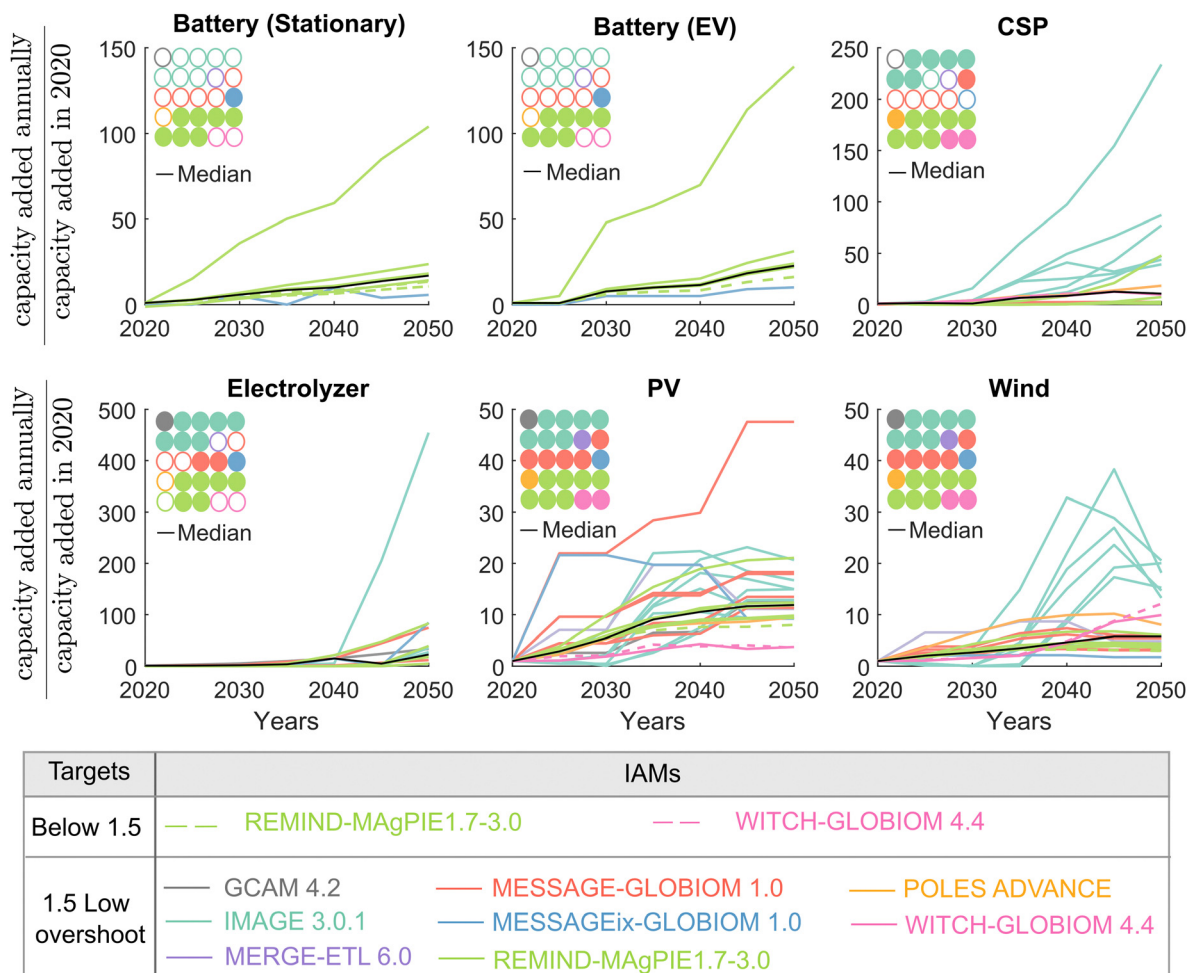 Battery (Stationary)
Battery (EV)
CSP
capacity added annually
capacity added in 2020
150
100
50
0
— Median
2020 2030 2040 2050
150
100
50
0
— Median
2020 2030 2040 2050
250
200
150
100
50
0
— Median
2020 2030 2040 2050
Electrolyzer
PV
Wind
capacity added annually
capacity added in 2020
500
400
300
200
100
0
— Median
2020 2030 2040 2050
Years
50
40
30
20
10
0
— Median
2020 2030 2040 2050
Years
50
40
30
20
10
0
— Median
2020 2030 2040 2050
Years
Targets IAMs
Below 1.5 REMIND-MAgPIE1.7-3.0 WITCH-GLOBIOM 4.4
1.5 Low
overshoot
GCAM 4.2 MESSAGE-GLOBIOM 1.0 POLES ADVANCE
IMAGE 3.0.1 MESSAGEix-GLOBIOM 1.0 WITCH-GLOBIOM 4.4
MERGE-ETL 6.0 REMIND-MAgPIE1.7-3.0